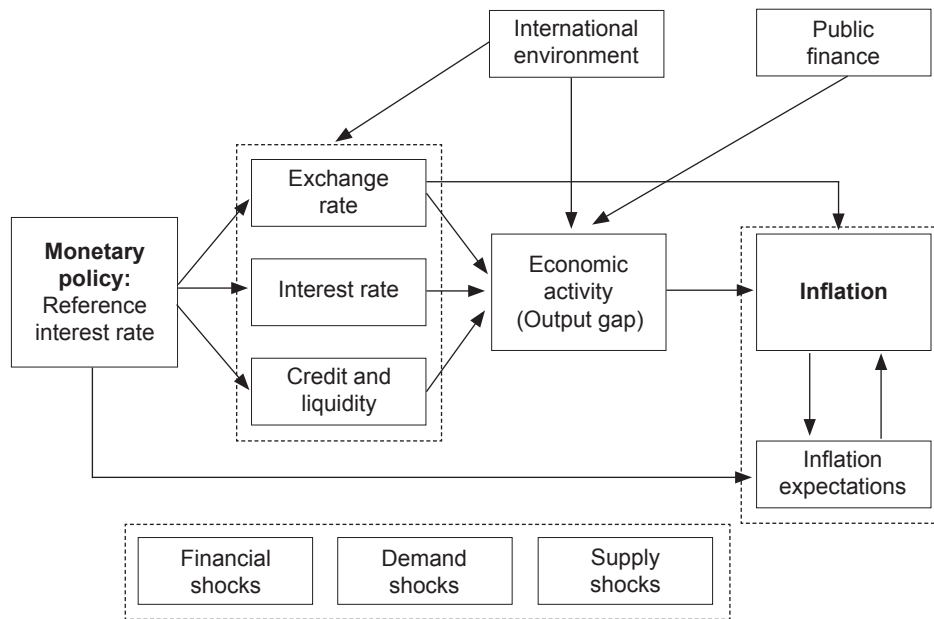 International
environment
Public
finance
Exchange
rate
Monetary
policy:
Reference
interest rate
Interest rate
Economic
activity
(Output gap)
Inflation
Credit and
liquidity
Inflation
expectations
Financial
shocks
Demand
shocks
Supply
shocks